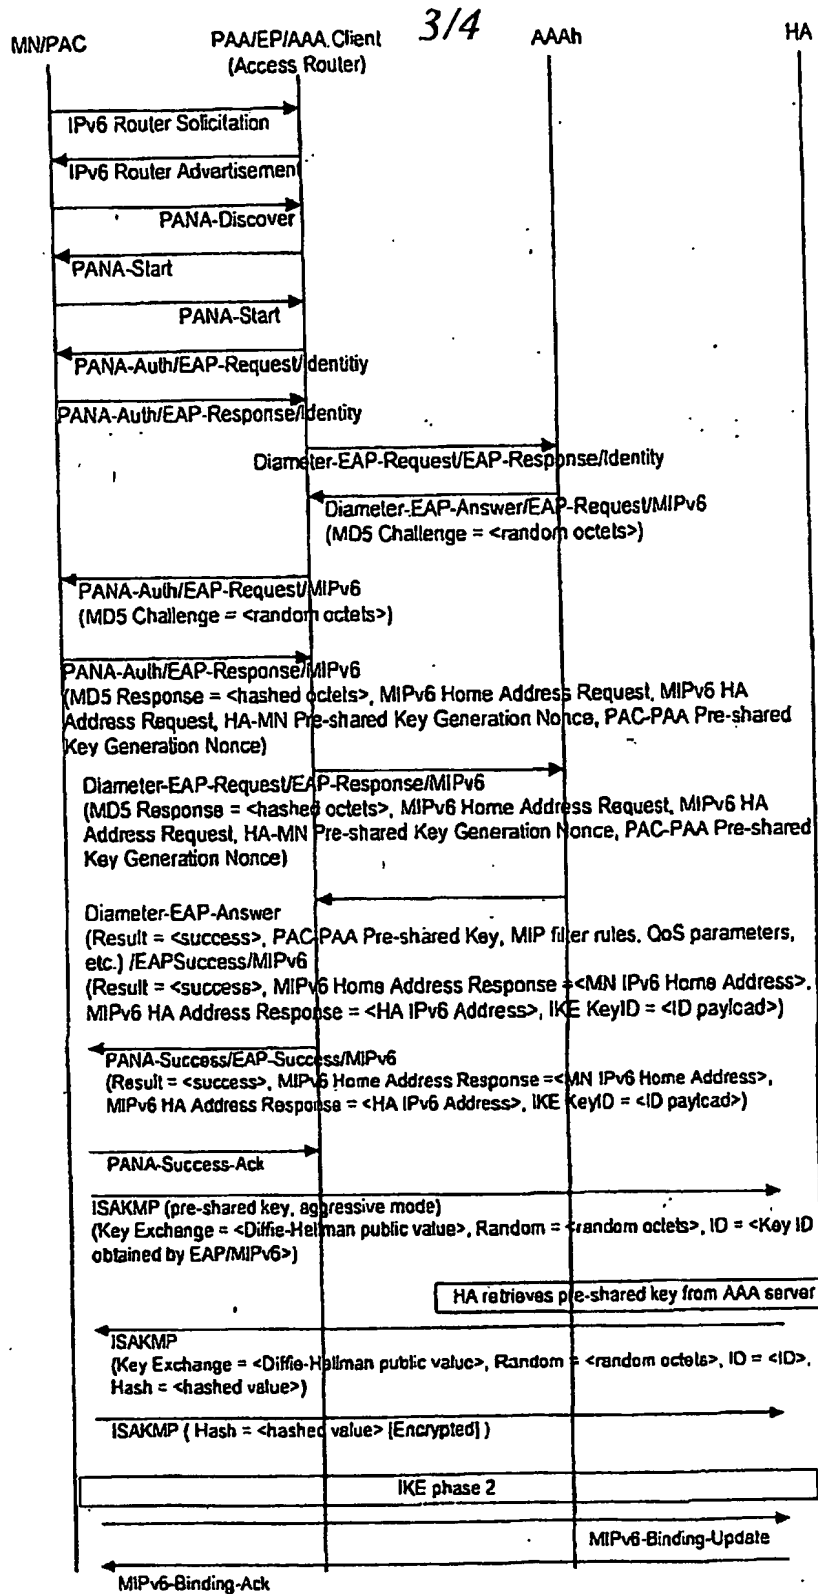 3/4
MN/PAC
PAA/EP/AAA Client
(Access Router)
AAAh
HA
IPv6 Router Solicitation
IPv6 Router Advertisement
PANA-Discover
PANA-Start
PANA-Start
PANA-Auth/EAP-Request/Identitiy
PANA-Auth/EAP-Response/Identity
Diameter-EAP-Request/EAP-Response/Identity
Diameter-EAP-Answer/EAP-Request/MIPv6
(MD5 Challenge = <random octets>)
PANA-Auth/EAP-Request/MIPv6
(MD5 Challenge = <random octets>)
PANA-Auth/EAP-Response/MIPv6
(MD5 Response = <hashed octets>, MIPv6 Home Address Request, MIPv6 HA
Address Request, HA-MN Pre-shared Key Generation Nonce, PAC-PAA Pre-shared
Key Generation Nonce)
Diameter-EAP-Request/EAP-Response/MIPv6
(MD5 Response = <hashed octets>, MIPv6 Home Address Request, MIPv6 HA
Address Request, HA-MN Pre-shared Key Generation Nonce, PAC-PAA Pre-shared
Key Generation Nonce)
Diameter-EAP-Answer
(Result = <success>, PAC-PAA Pre-shared Key, MIP filter rules, QoS parameters,
etc.) /EAPSuccess/MIPv6
(Result = <success>, MIPv6 Home Address Response =<MN IPv6 Home Address>,
MIPv6 HA Address Response = <HA IPv6 Address>, IKE KeyID = <ID payload>)
PANA-Success/EAP-Success/MIPv6
(Result = <success>, MIPv6 Home Address Response =<MN IPv6 Home Address>,
MIPv6 HA Address Response = <HA IPv6 Address>, IKE KeyID = <ID payload>)
PANA-Success-Ack
ISAKMP (pre-shared key, aggressive mode)
(Key Exchange = <Diffie-Hellman public value>, Random = <random octets>, ID = <Key ID
obtained by EAP/MIPv6>)
HA retrieves pre-shared key from AAA server
ISAKMP
(Key Exchange = <Diffie-Hellman public value>, Random = <random octets>, ID = <ID>,
Hash = <hashed value>)
ISAKMP ( Hash = <hashed value> [Encrypted] )
IKE phase 2
MIPv6-Binding-Update
MIPv6-Binding-Ack